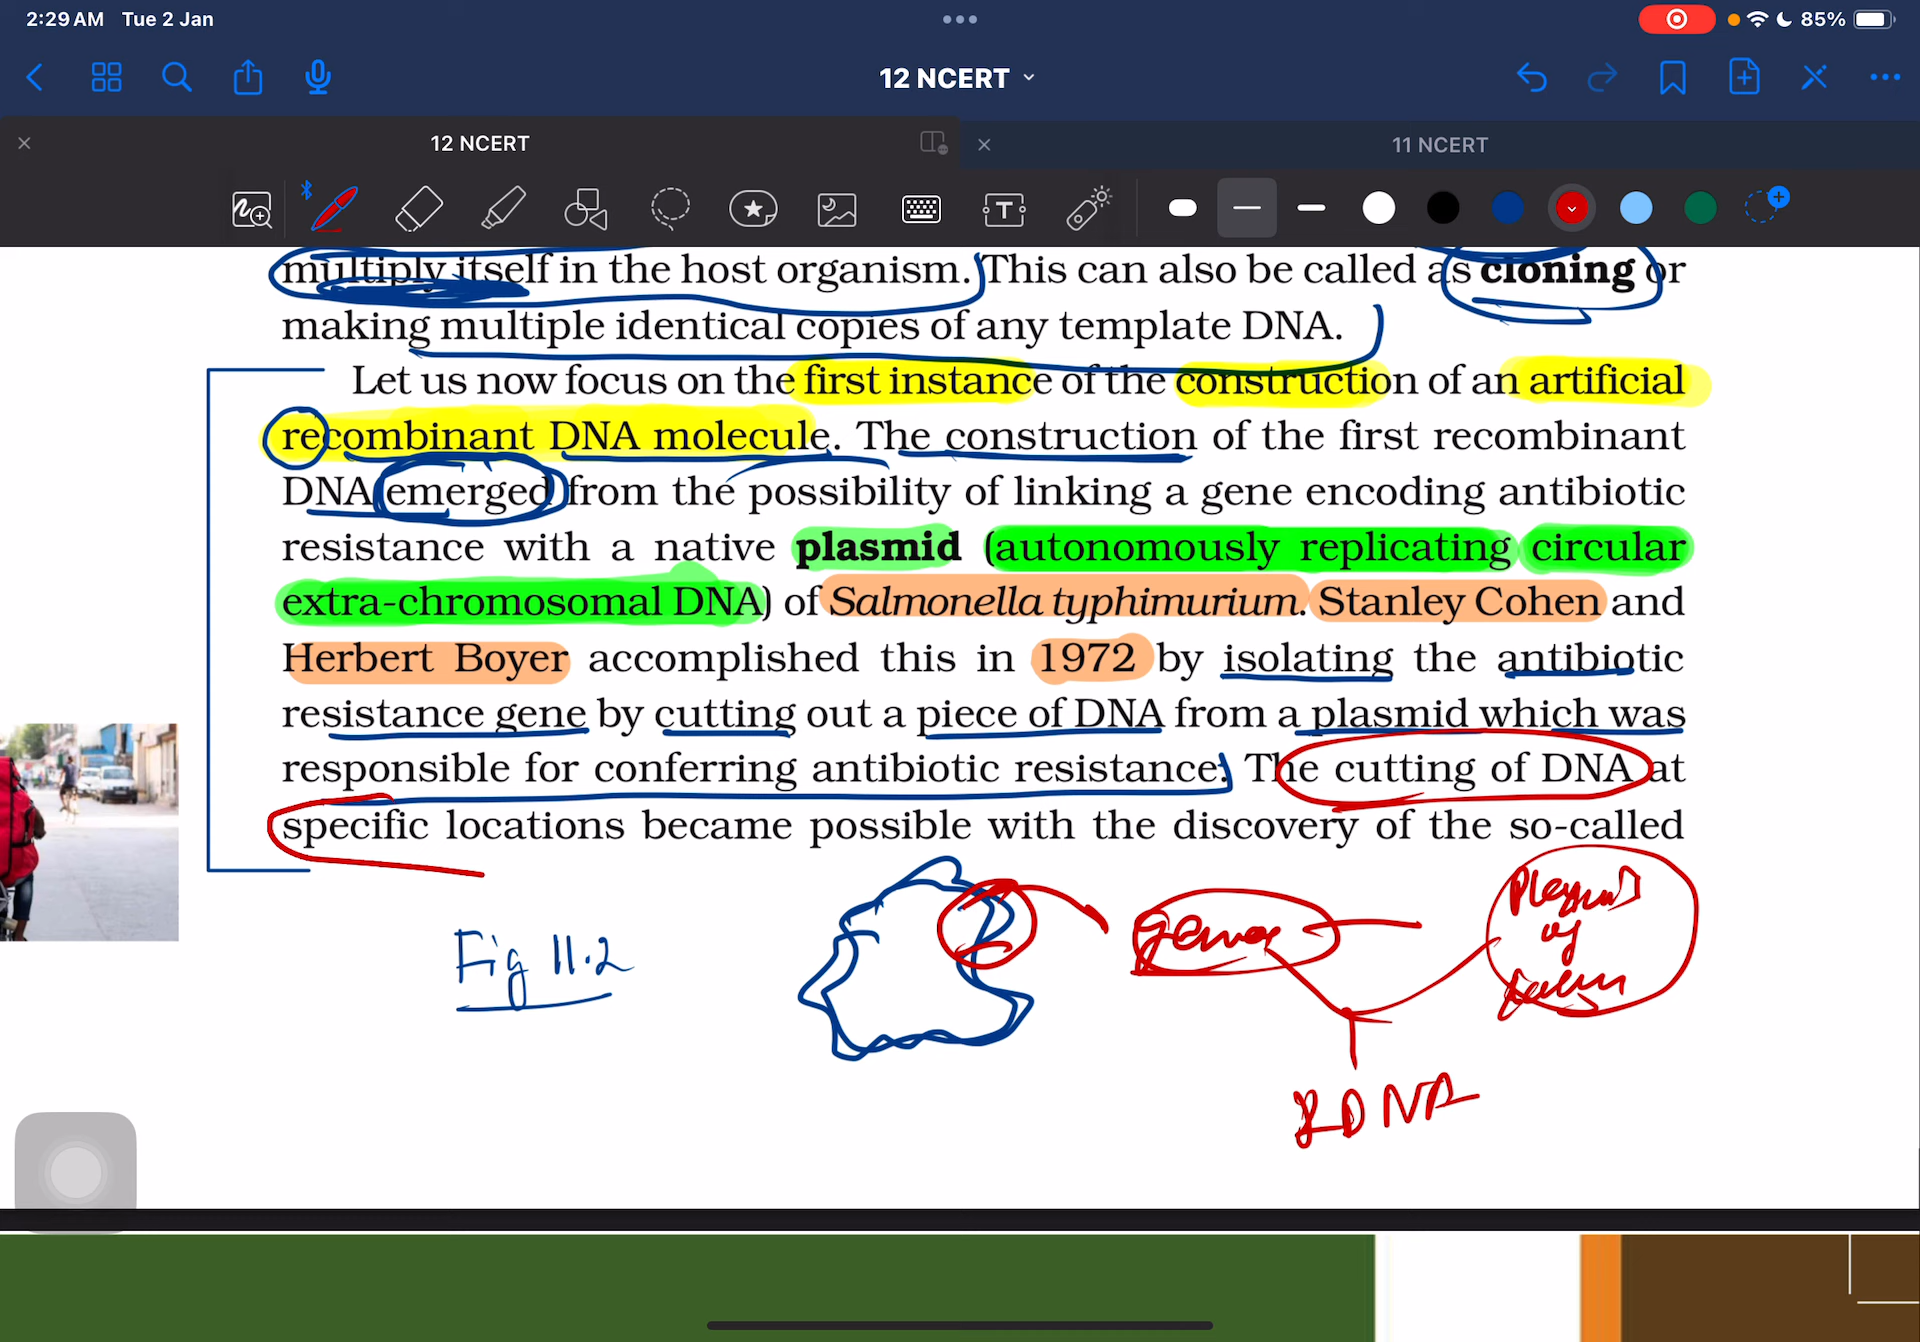 2:29 AM Tue 2 Jan
85%
12 NCERT
12 NCERT
11 NCERT
multiply itself in the host organism. This can also be called as cloning or
making multiple identical copies of any template DNA.
Let us now focus on the first instance of the construction of an artificial
recombinant DNA molecule. The construction of the first recombinant
DNA emerged from the possibility of linking a gene encoding antibiotic
resistance with a native plasmid (autonomously replicating circular
extra-chromosomal DNA) of Salmonella typhimurium. Stanley Cohen and
Herbert Boyer accomplished this in 1972 by isolating the antibiotic
resistance gene by cutting out a piece of DNA from a plasmid which was
responsible for conferring antibiotic resistance. The cutting of DNA at
specific locations became possible with the discovery of the so-called
Fig 11.2
of
DNA